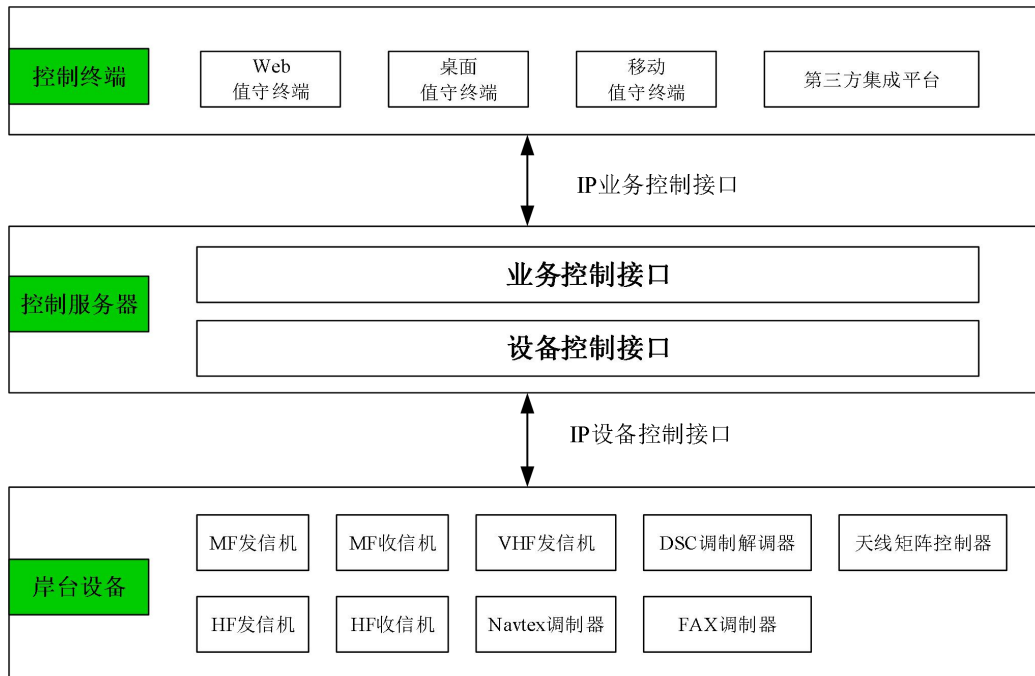 控制终端
Web
值守终端
桌面
值守终端
移动
值守终端
第三方集成平台
IP业务控制接口
控制服务器
业务控制接口
设备控制接口
IP设备控制接口
岸台设备
MF发信机
MF收信机
VHF发信机
DSC调制解调器
天线矩阵控制器
HF发信机
HF收信机
Navtex调制器
FAX调制器